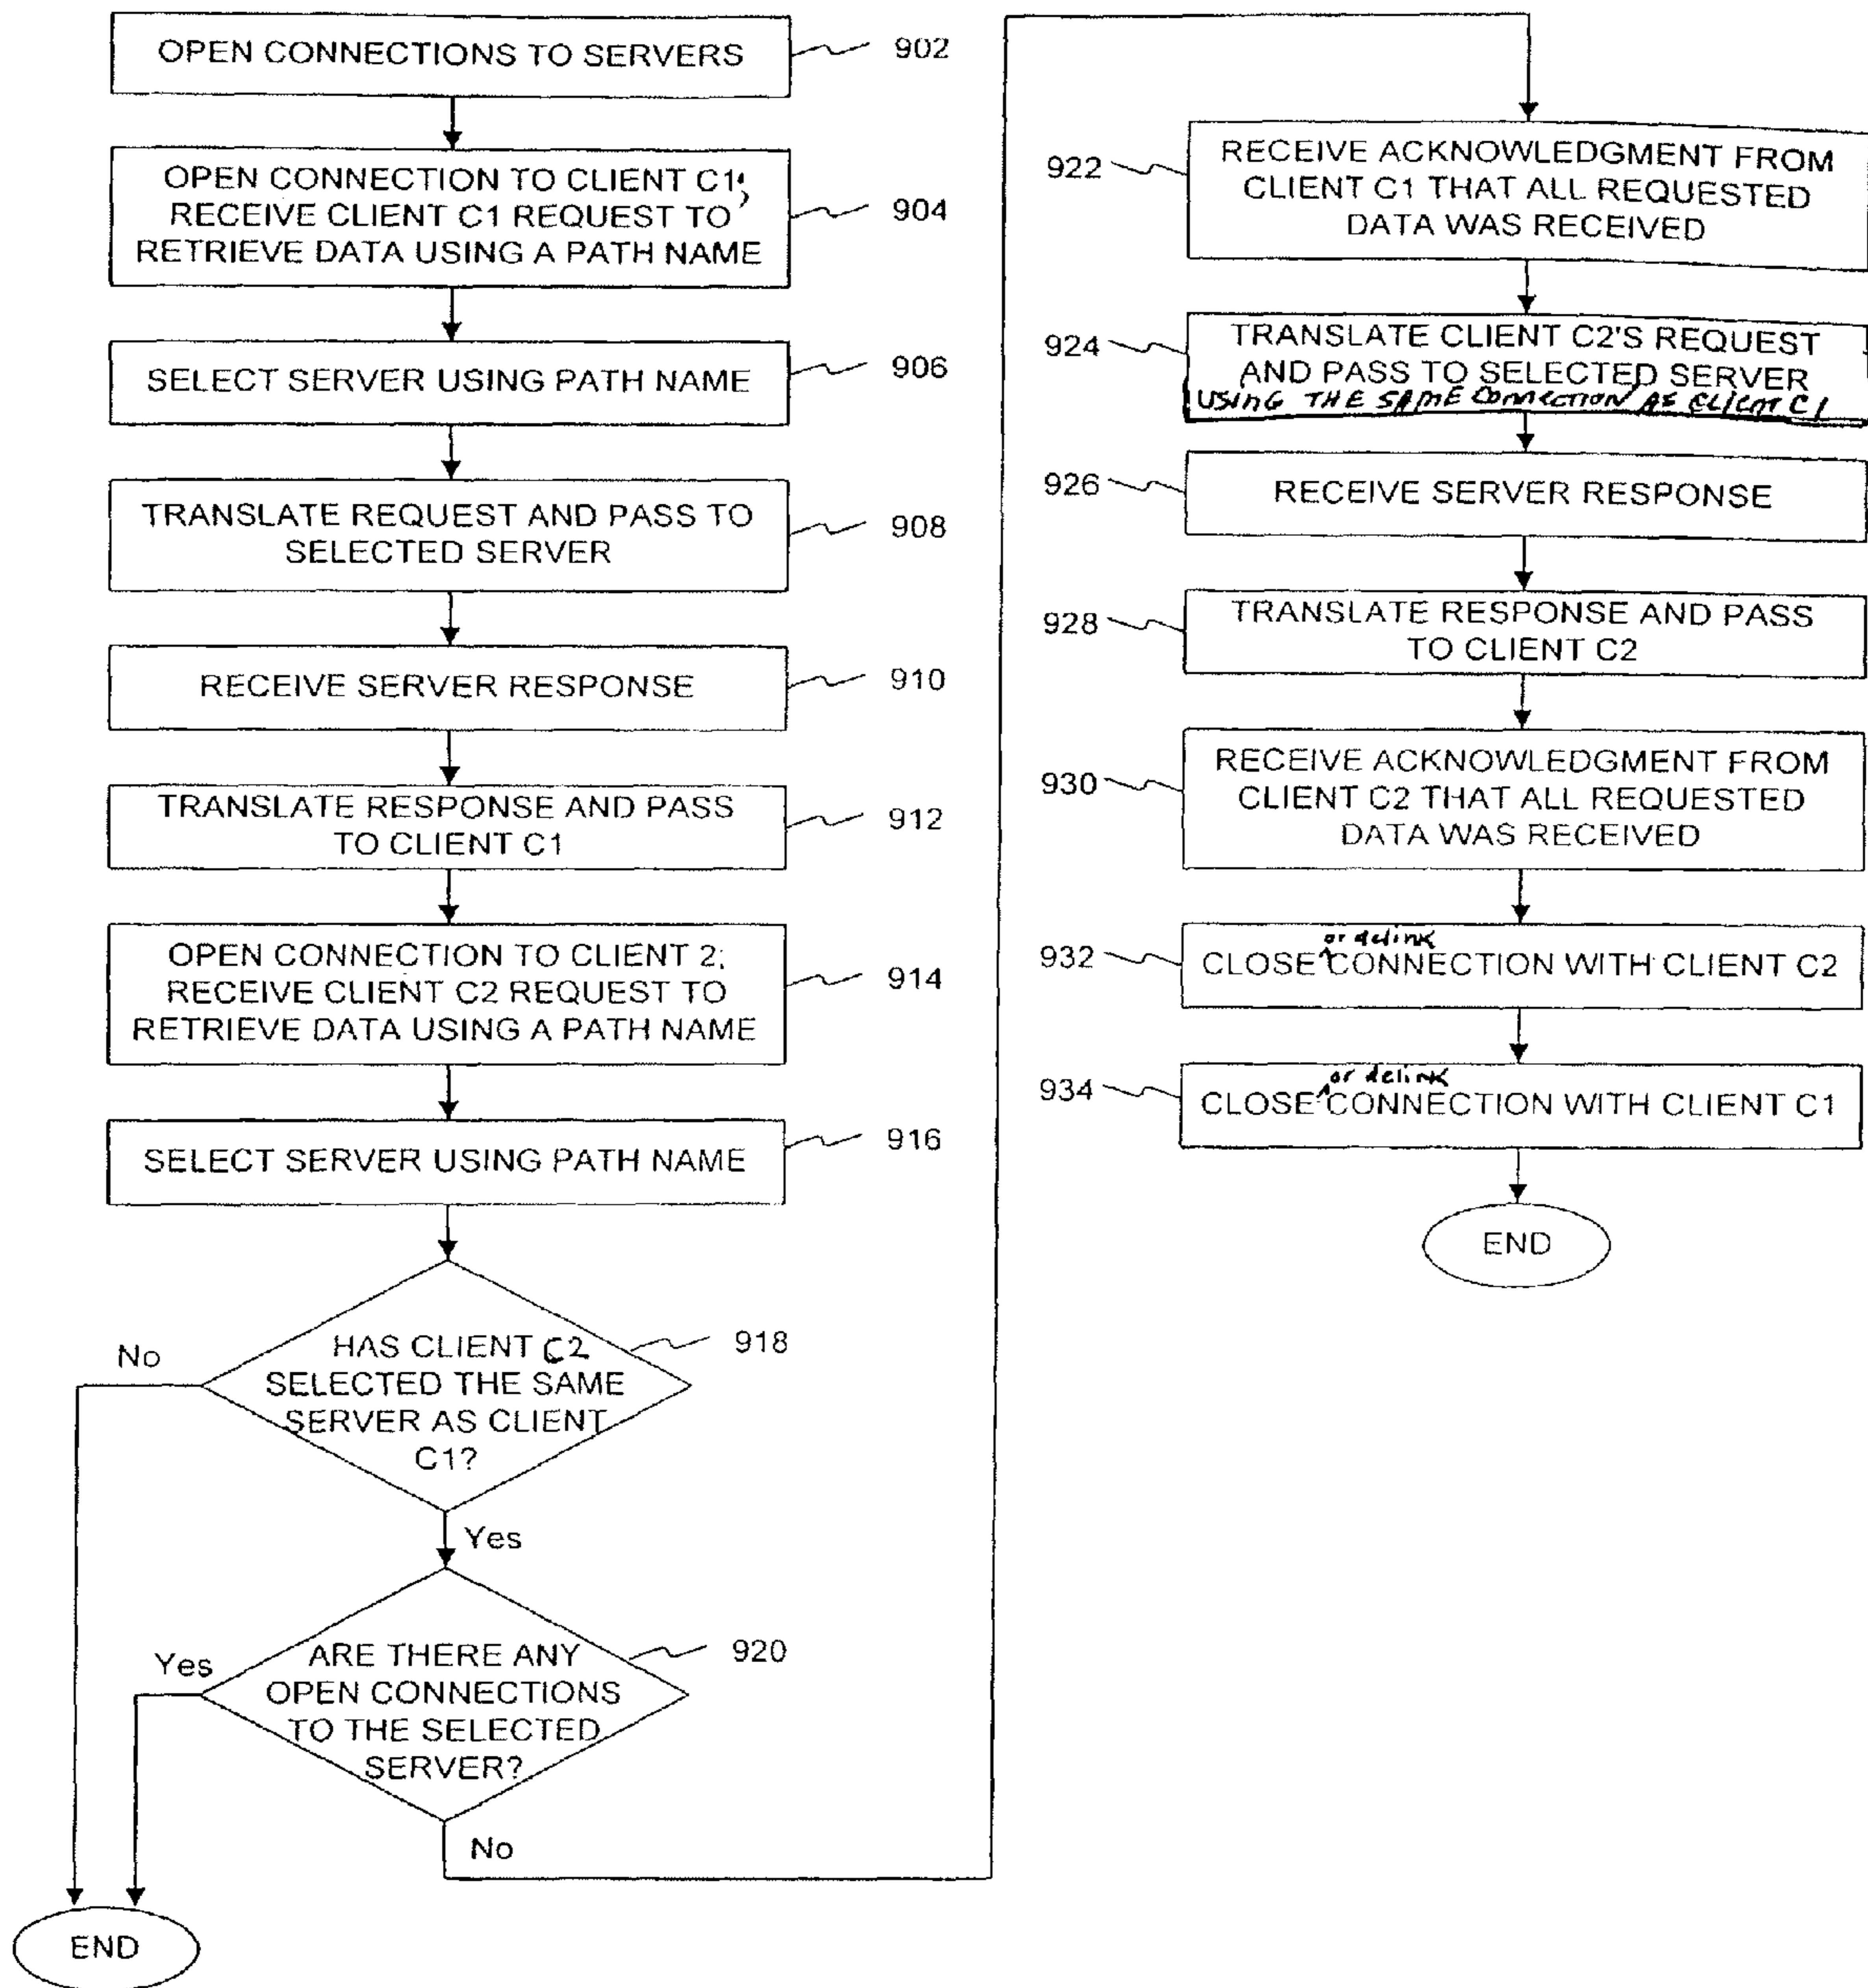 OPEN CONNECTIONS TO SERVERS
902
OPEN CONNECTION TO CLIENT C1;
RECEIVE CLIENT C1 REQUEST TO
RETRIEVE DATA USING A PATH NAME
904
SELECT SERVER USING PATH NAME
906
TRANSLATE REQUEST AND PASS TO
SELECTED SERVER
908
RECEIVE SERVER RESPONSE
910
TRANSLATE RESPONSE AND PASS
TO CLIENT C1
912
OPEN CONNECTION TO CLIENT 2;
RECEIVE CLIENT C2 REQUEST TO
RETRIEVE DATA USING A PATH NAME
914
SELECT SERVER USING PATH NAME
916
HAS CLIENT C2
SELECTED THE SAME
SERVER AS CLIENT
C1?
918
No
Yes
ARE THERE ANY
OPEN CONNECTIONS
TO THE SELECTED
SERVER?
920
Yes
No
END
922
RECEIVE ACKNOWLEDGMENT FROM
CLIENT C1 THAT ALL REQUESTED
DATA WAS RECEIVED
924
TRANSLATE CLIENT C2'S REQUEST
AND PASS TO SELECTED SERVER
USING THE SAME CONNECTION AS CLIENT C1
926
RECEIVE SERVER RESPONSE
928
TRANSLATE RESPONSE AND PASS
TO CLIENT C2
930
RECEIVE ACKNOWLEDGMENT FROM
CLIENT C2 THAT ALL REQUESTED
DATA WAS RECEIVED
932
or delink
CLOSE CONNECTION WITH CLIENT C2
934
or delink
CLOSE CONNECTION WITH CLIENT C1
END